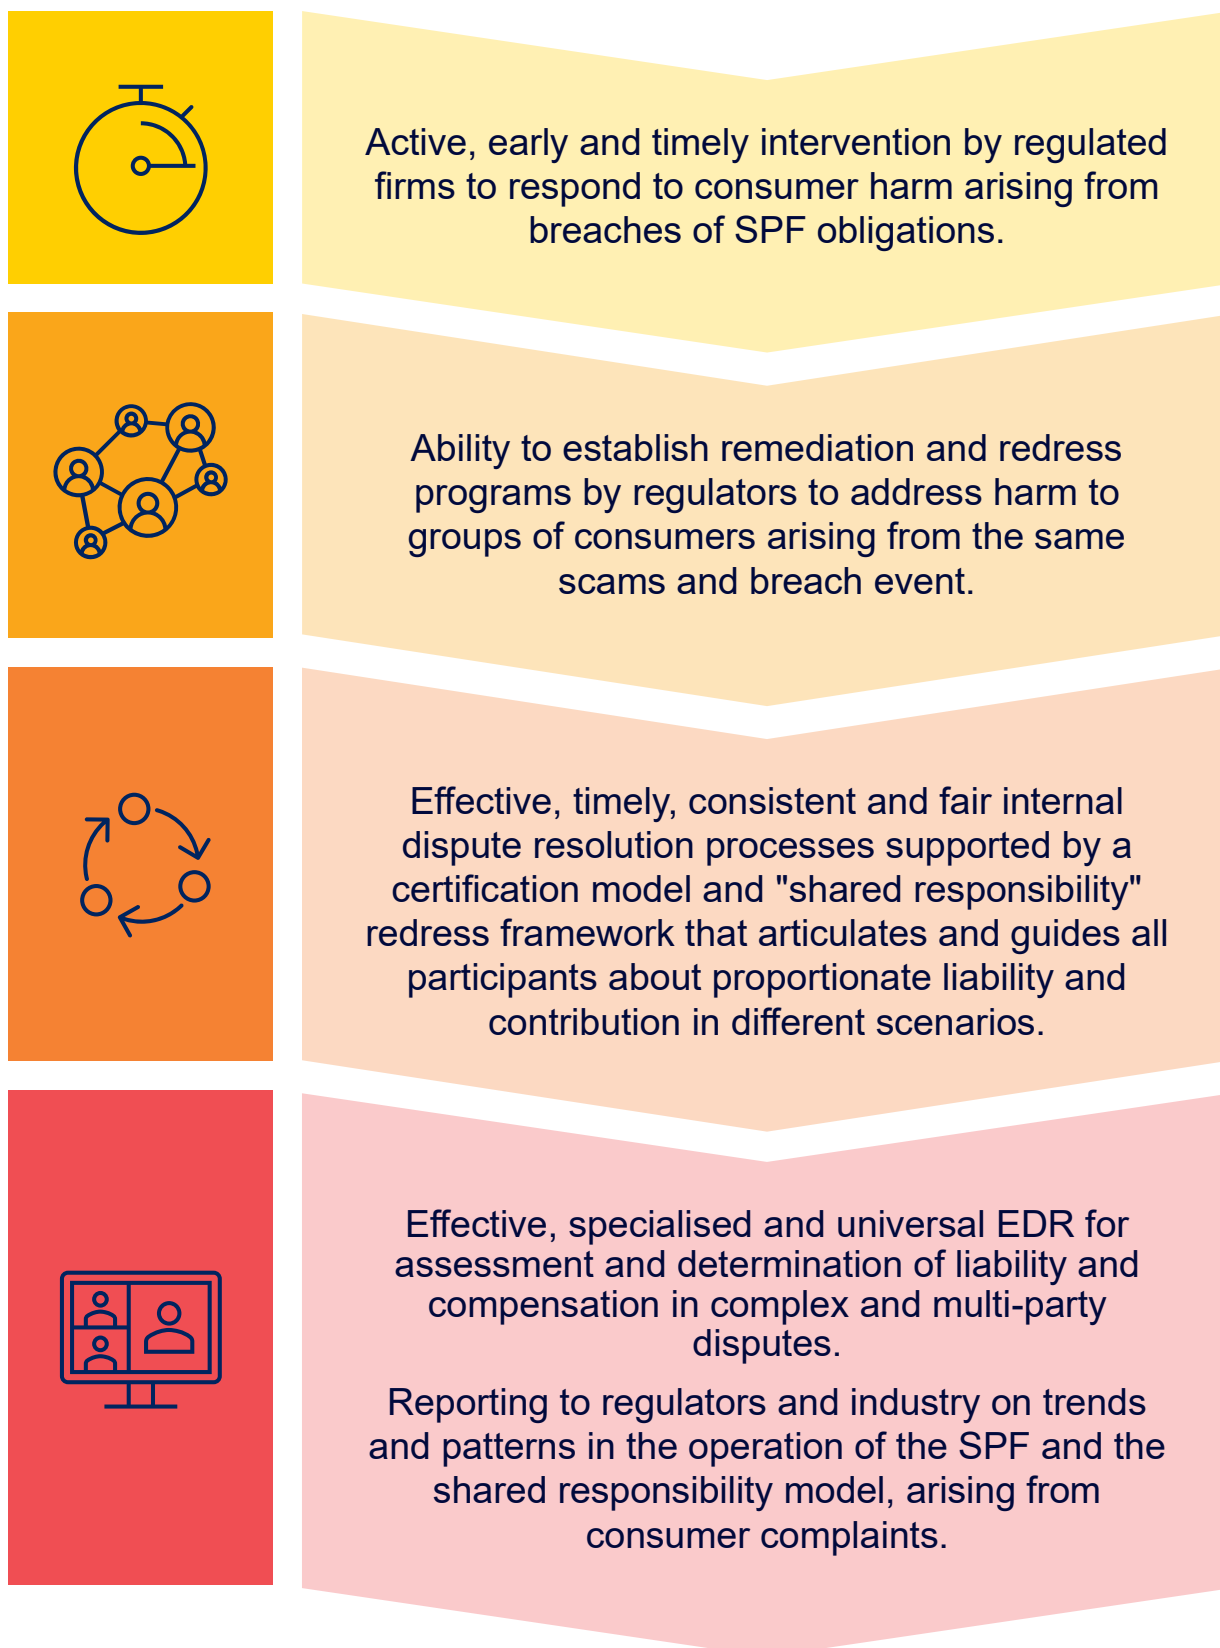 Active, early and timely intervention by regulated
firms to respond to consumer harm arising from
breaches of SPF obligations.
Ability to establish remediation and redress
programs by regulators to address harm to
groups of consumers arising from the same
scams and breach event.
Effective, timely, consistent and fair internal
dispute resolution processes supported by a
certification model and "shared responsibility"
redress framework that articulates and guides all
participants about proportionate liability and
contribution in different scenarios.
Effective, specialised and universal EDR for
assessment and determination of liability and
compensation in complex and multi-party
disputes.
Reporting to regulators and industry on trends
and patterns in the operation of the SPF and the
shared responsibility model, arising from
consumer complaints.